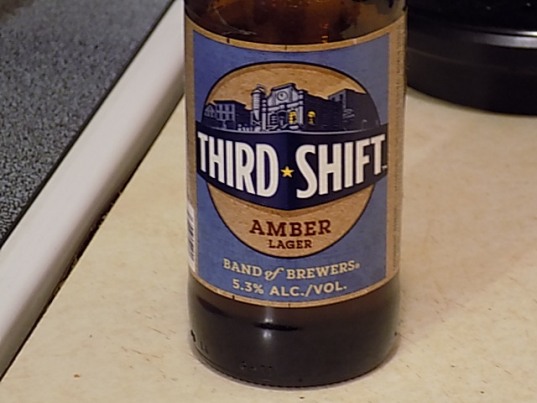 THIRD SHIFT
AMBER
LAGER
BAND of BREWERS
5.3% ALC./VOL.